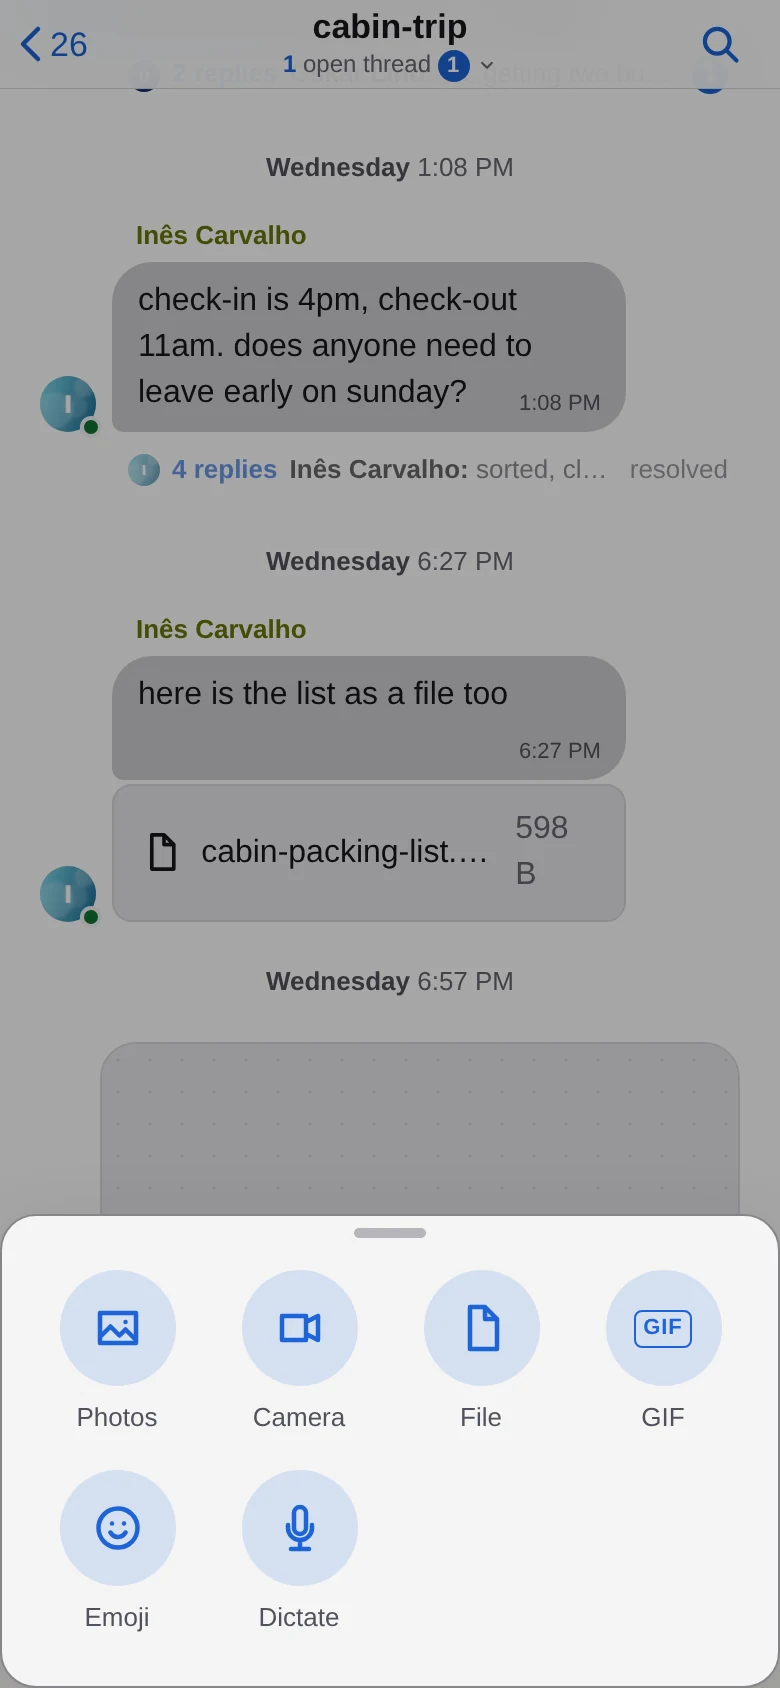 26
cabin-trip
1 open thread 1
2 replies
Wednesday 1:08 PM
Inês Carvalho
check-in is 4pm, check-out
11am. does anyone need to
leave early on sunday?
1:08 PM
I
I 4 replies Inês Carvalho: sorted, cl… resolved
Wednesday 6:27 PM
Inês Carvalho
here is the list as a file too
6:27 PM
cabin-packing-list.…
598
B
I
Wednesday 6:57 PM
GIF
Photos Camera File GIF
Emoji Dictate